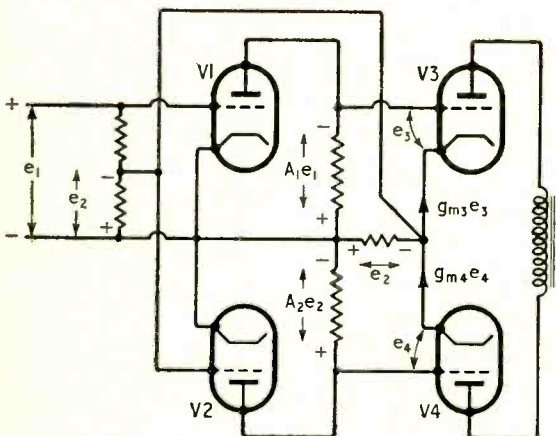 V1
V3
+
e₁
−
−
e₂
+
−
A₁e₁
+
e₃
gm₃e₃
+
−
e₂
−
A₂e₂
+
gm₄e₄
e₄
V2
V4